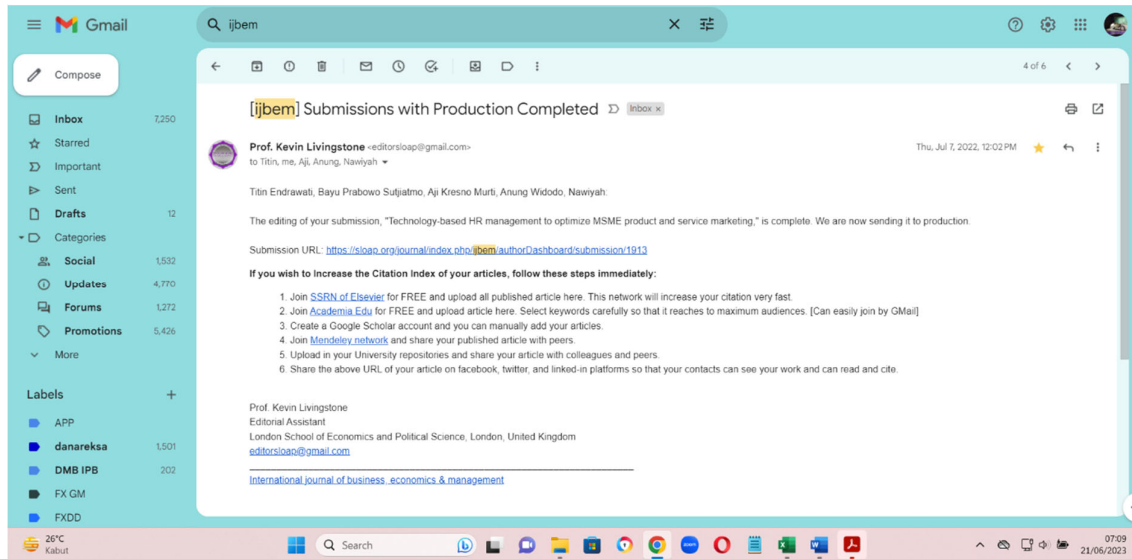 Gmail
ijbem
Compose
4 of 6
Inbox 7,250
Starred
Important
Sent
Drafts 12
Categories
Social 1,532
Updates 4,770
Forums 1,272
Promotions 5,426
More
Labels
APP
danareksa 1,501
DMB IPB 202
FX GM
FXDD
[ijbem] Submissions with Production Completed Inbox x
Prof. Kevin Livingstone <editorsloap@gmail.com> Thu, Jul 7, 2022, 12:02 PM
to Titin, me, Aji, Anung, Nawiyah
Titin Endrawati, Bayu Prabowo Sutjiatmo, Aji Kresno Murti, Anung Widodo, Nawiyah:
The editing of your submission, "Technology-based HR management to optimize MSME product and service marketing," is complete. We are now sending it to production.
Submission URL: https://sloap.org/journal/index.php/ijbem/authorDashboard/submission/1913
If you wish to Increase the Citation Index of your articles, follow these steps immediately:
1. Join SSRN of Elsevier for FREE and upload all published article here. This network will increase your citation very fast.
2. Join Academia Edu for FREE and upload article here. Select keywords carefully so that it reaches to maximum audiences. [Can easily join by GMail]
3. Create a Google Scholar account and you can manually add your articles.
4. Join Mendeley network and share your published article with peers.
5. Upload in your University repositories and share your article with colleagues and peers.
6. Share the above URL of your article on facebook, twitter, and linked-in platforms so that your contacts can see your work and can read and cite.
Prof. Kevin Livingstone
Editorial Assistant
London School of Economics and Political Science, London, United Kingdom
editorsloap@gmail.com
International journal of business, economics & management
26°C
Kabut
Search
07:09
21/06/2023